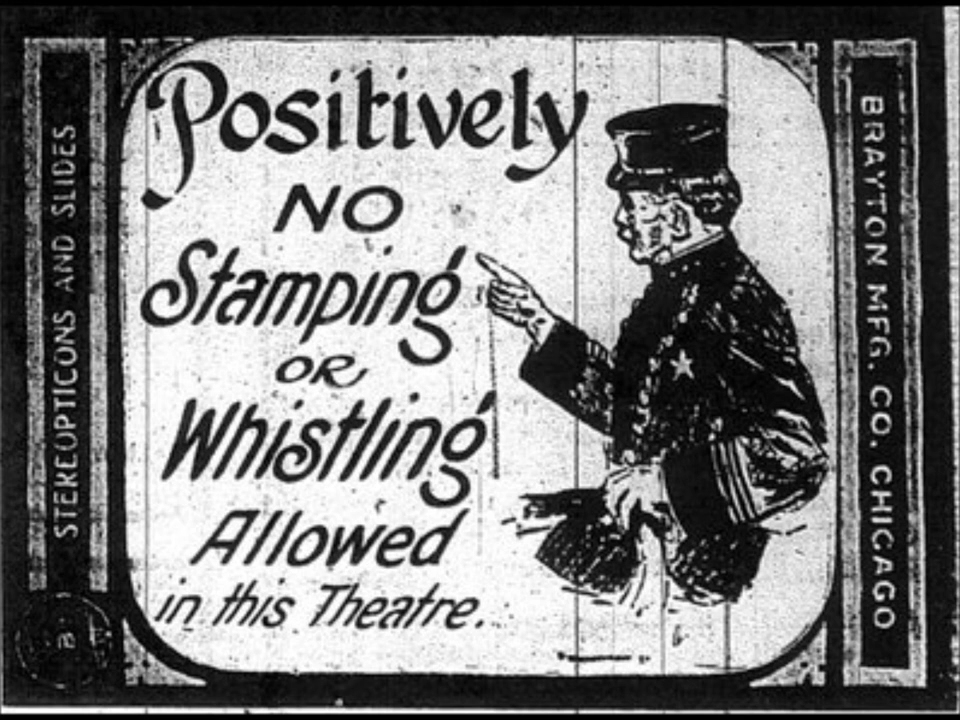 Positively
NO
Stamping
OR
Whistling
Allowed
in this Theatre.
STEREOPTICONS AND SLIDES
BRAYTON MFG. CO. CHICAGO